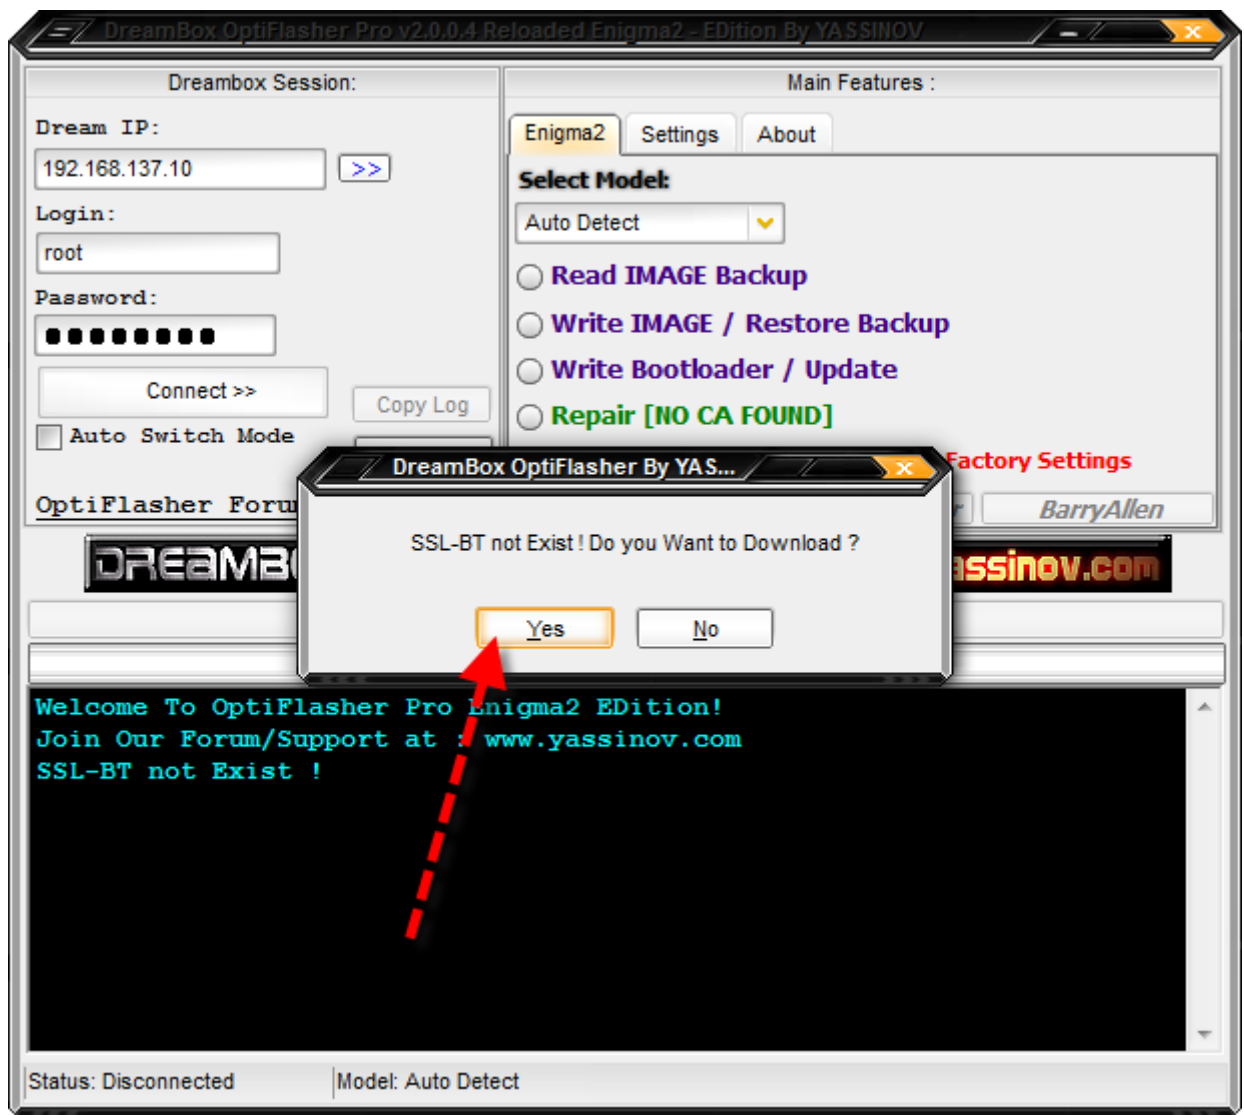 DreamBox OptiFlasher Pro v2.0.0.4 Reloaded Enigma2 - EDition By YASSINOV
Dreambox Session:
Dream IP:
192.168.137.10
>>
Login:
root
Password:
Connect >>
Copy Log
Auto Switch Mode
OptiFlasher
Main Features :
Enigma2 Settings About
Select Model:
Auto Detect
Read IMAGE Backup
Write IMAGE / Restore Backup
Write Bootloader / Update
Repair [NO CA FOUND]
Factory Settings
BarryAllen
DreamBox OptiFlasher By YAS...
SSL-BT not Exist ! Do you Want to Download ?
Yes No
Welcome To OptiFlasher Pro Enigma2 EDition!
Join Our Forum/Support at : www.yassinov.com
SSL-BT not Exist !
Status: Disconnected
Model: Auto Detect